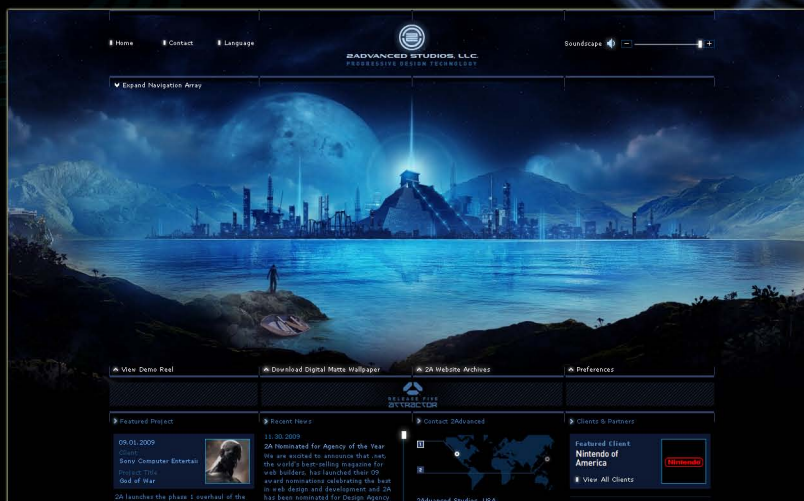 Home
Contact
Language
2ADVANCED STUDIOS, LLC.
PROGRESSIVE DESIGN TECHNOLOGY
Soundscape
Expand Navigation Array
View Demo Reel
Download Digital Matte Wallpaper
2A Website Archives
Preferences
RELEASE FIVE
ATTRACTOR
Featured Project
09.01.2009
Client
Sony Computer Entertai
Project Title
God of War
2A launches the phase 1 overhaul of the
Recent News
11.30.2009
2A Nominated for Agency of the Year
We are excited to announce that .net,
the world's best-selling magazine for
web builders, has launched their 09
award nominations celebrating the best
in web design and development and 2A
has been nominated for Design Agency
Contact 2Advanced
1
2
2Advanced Studios, USA
Clients & Partners
Featured Client
Nintendo of
America
View All Clients
Nintendo